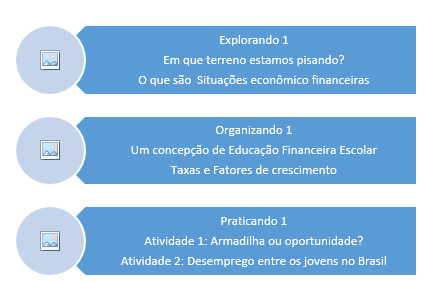 Explorando 1
Em que terreno estamos pisando?
O que são  Situações econômico financeiras
Organizando 1
Um concepção de Educação Financeira Escolar
Taxas e Fatores de crescimento
Praticando 1
Atividade 1: Armadilha ou oportunidade?
Atividade 2: Desemprego entre os jovens no Brasil